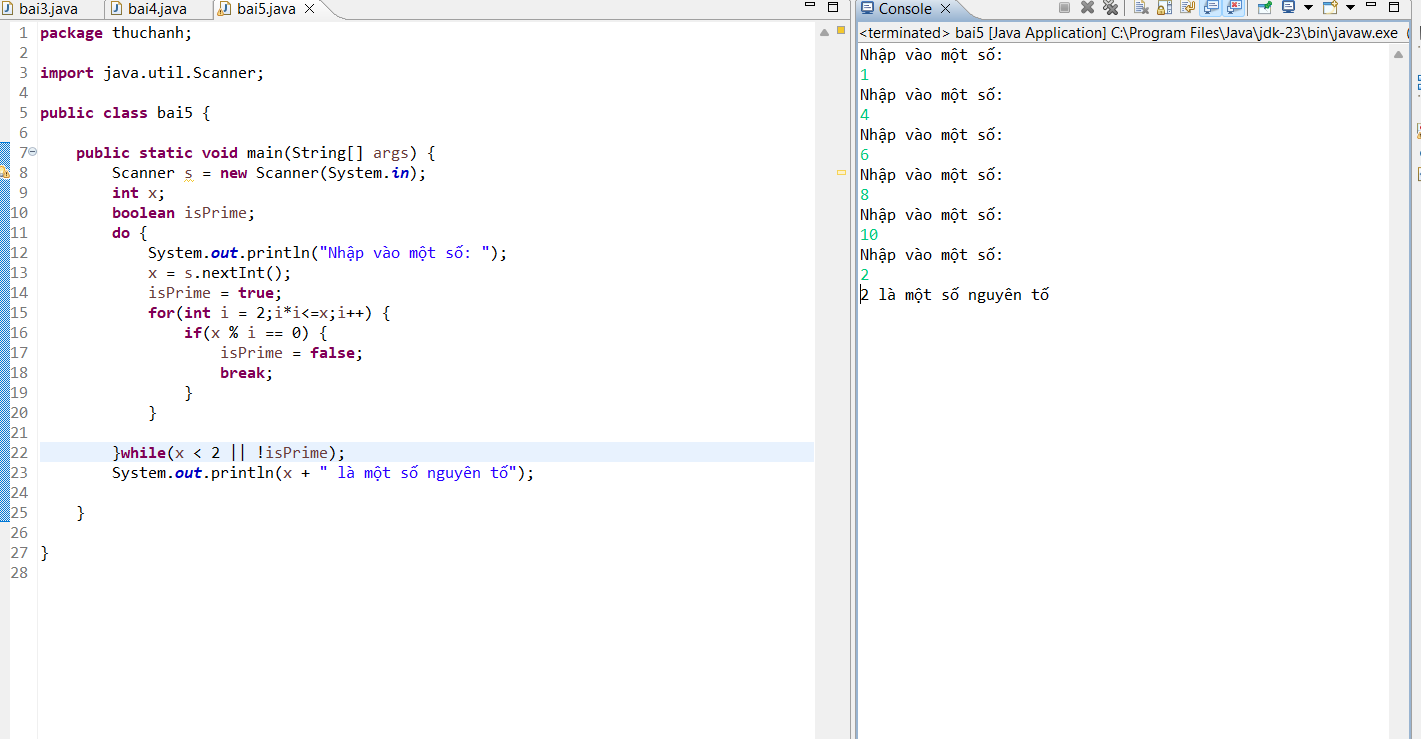 bai3.java bai4.java bai5.java
1 package thuchanh;
2
3 import java.util.Scanner;
4
5 public class bai5 {
6
7     public static void main(String[] args) {
8         Scanner s = new Scanner(System.in);
9         int x;
10         boolean isPrime;
11         do {
12             System.out.println("Nhập vào một số: ");
13             x = s.nextInt();
14             isPrime = true;
15             for(int i = 2;i*i<=x;i++) {
16                 if(x % i == 0) {
17                     isPrime = false;
18                     break;
19                 }
20             }
21
22         }while(x < 2 || !isPrime);
23         System.out.println(x + " là một số nguyên tố");
24
25     }
26
27 }
28
Console
<terminated> bai5 [Java Application] C:\Program Files\Java\jdk-23\bin\javaw.exe (
Nhập vào một số:
1
Nhập vào một số:
4
Nhập vào một số:
6
Nhập vào một số:
8
Nhập vào một số:
10
Nhập vào một số:
2
2 là một số nguyên tố